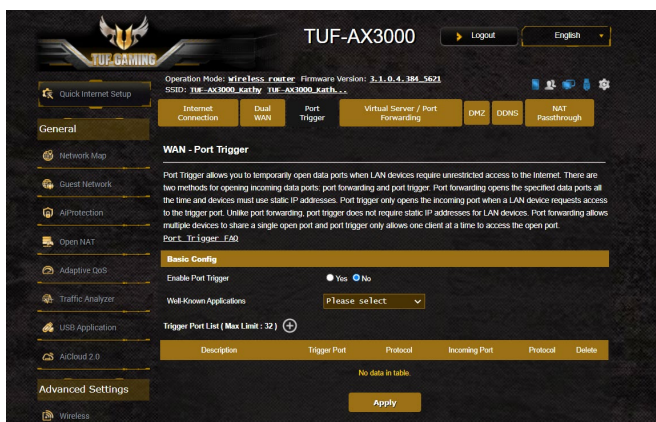 TUF GAMING
TUF-AX3000
Logout
English
Quick Internet Setup
General
Network Map
Guest Network
AiProtection
Open NAT
Adaptive QoS
Traffic Analyzer
USB Application
AiCloud 2.0
Advanced Settings
Wireless
Operation Mode: Wireless router Firmware Version: 3.1.0.4.384_5621
SSID: TUF-AX3000_Kathy TUF-AX3000_Kath...
Internet Connection
Dual WAN
Port Trigger
Virtual Server / Port Forwarding
DMZ
DDNS
NAT Passthrough
WAN - Port Trigger
Port Trigger allows you to temporarily open data ports when LAN devices require unrestricted access to the Internet. There are
two methods for opening incoming data ports: port forwarding and port trigger. Port forwarding opens the specified data ports all
the time and devices must use static IP addresses. Port trigger only opens the incoming port when a LAN device requests access
to the trigger port. Unlike port forwarding, port trigger does not require static IP addresses for LAN devices. Port forwarding allows
multiple devices to share a single open port and port trigger only allows one client at a time to access the open port.
Port Trigger FAQ
Basic Config
Enable Port Trigger Yes No
Well-Known Applications Please select
Trigger Port List ( Max Limit : 32 )
Description Trigger Port Protocol Incoming Port Protocol Delete
No data in table.
Apply